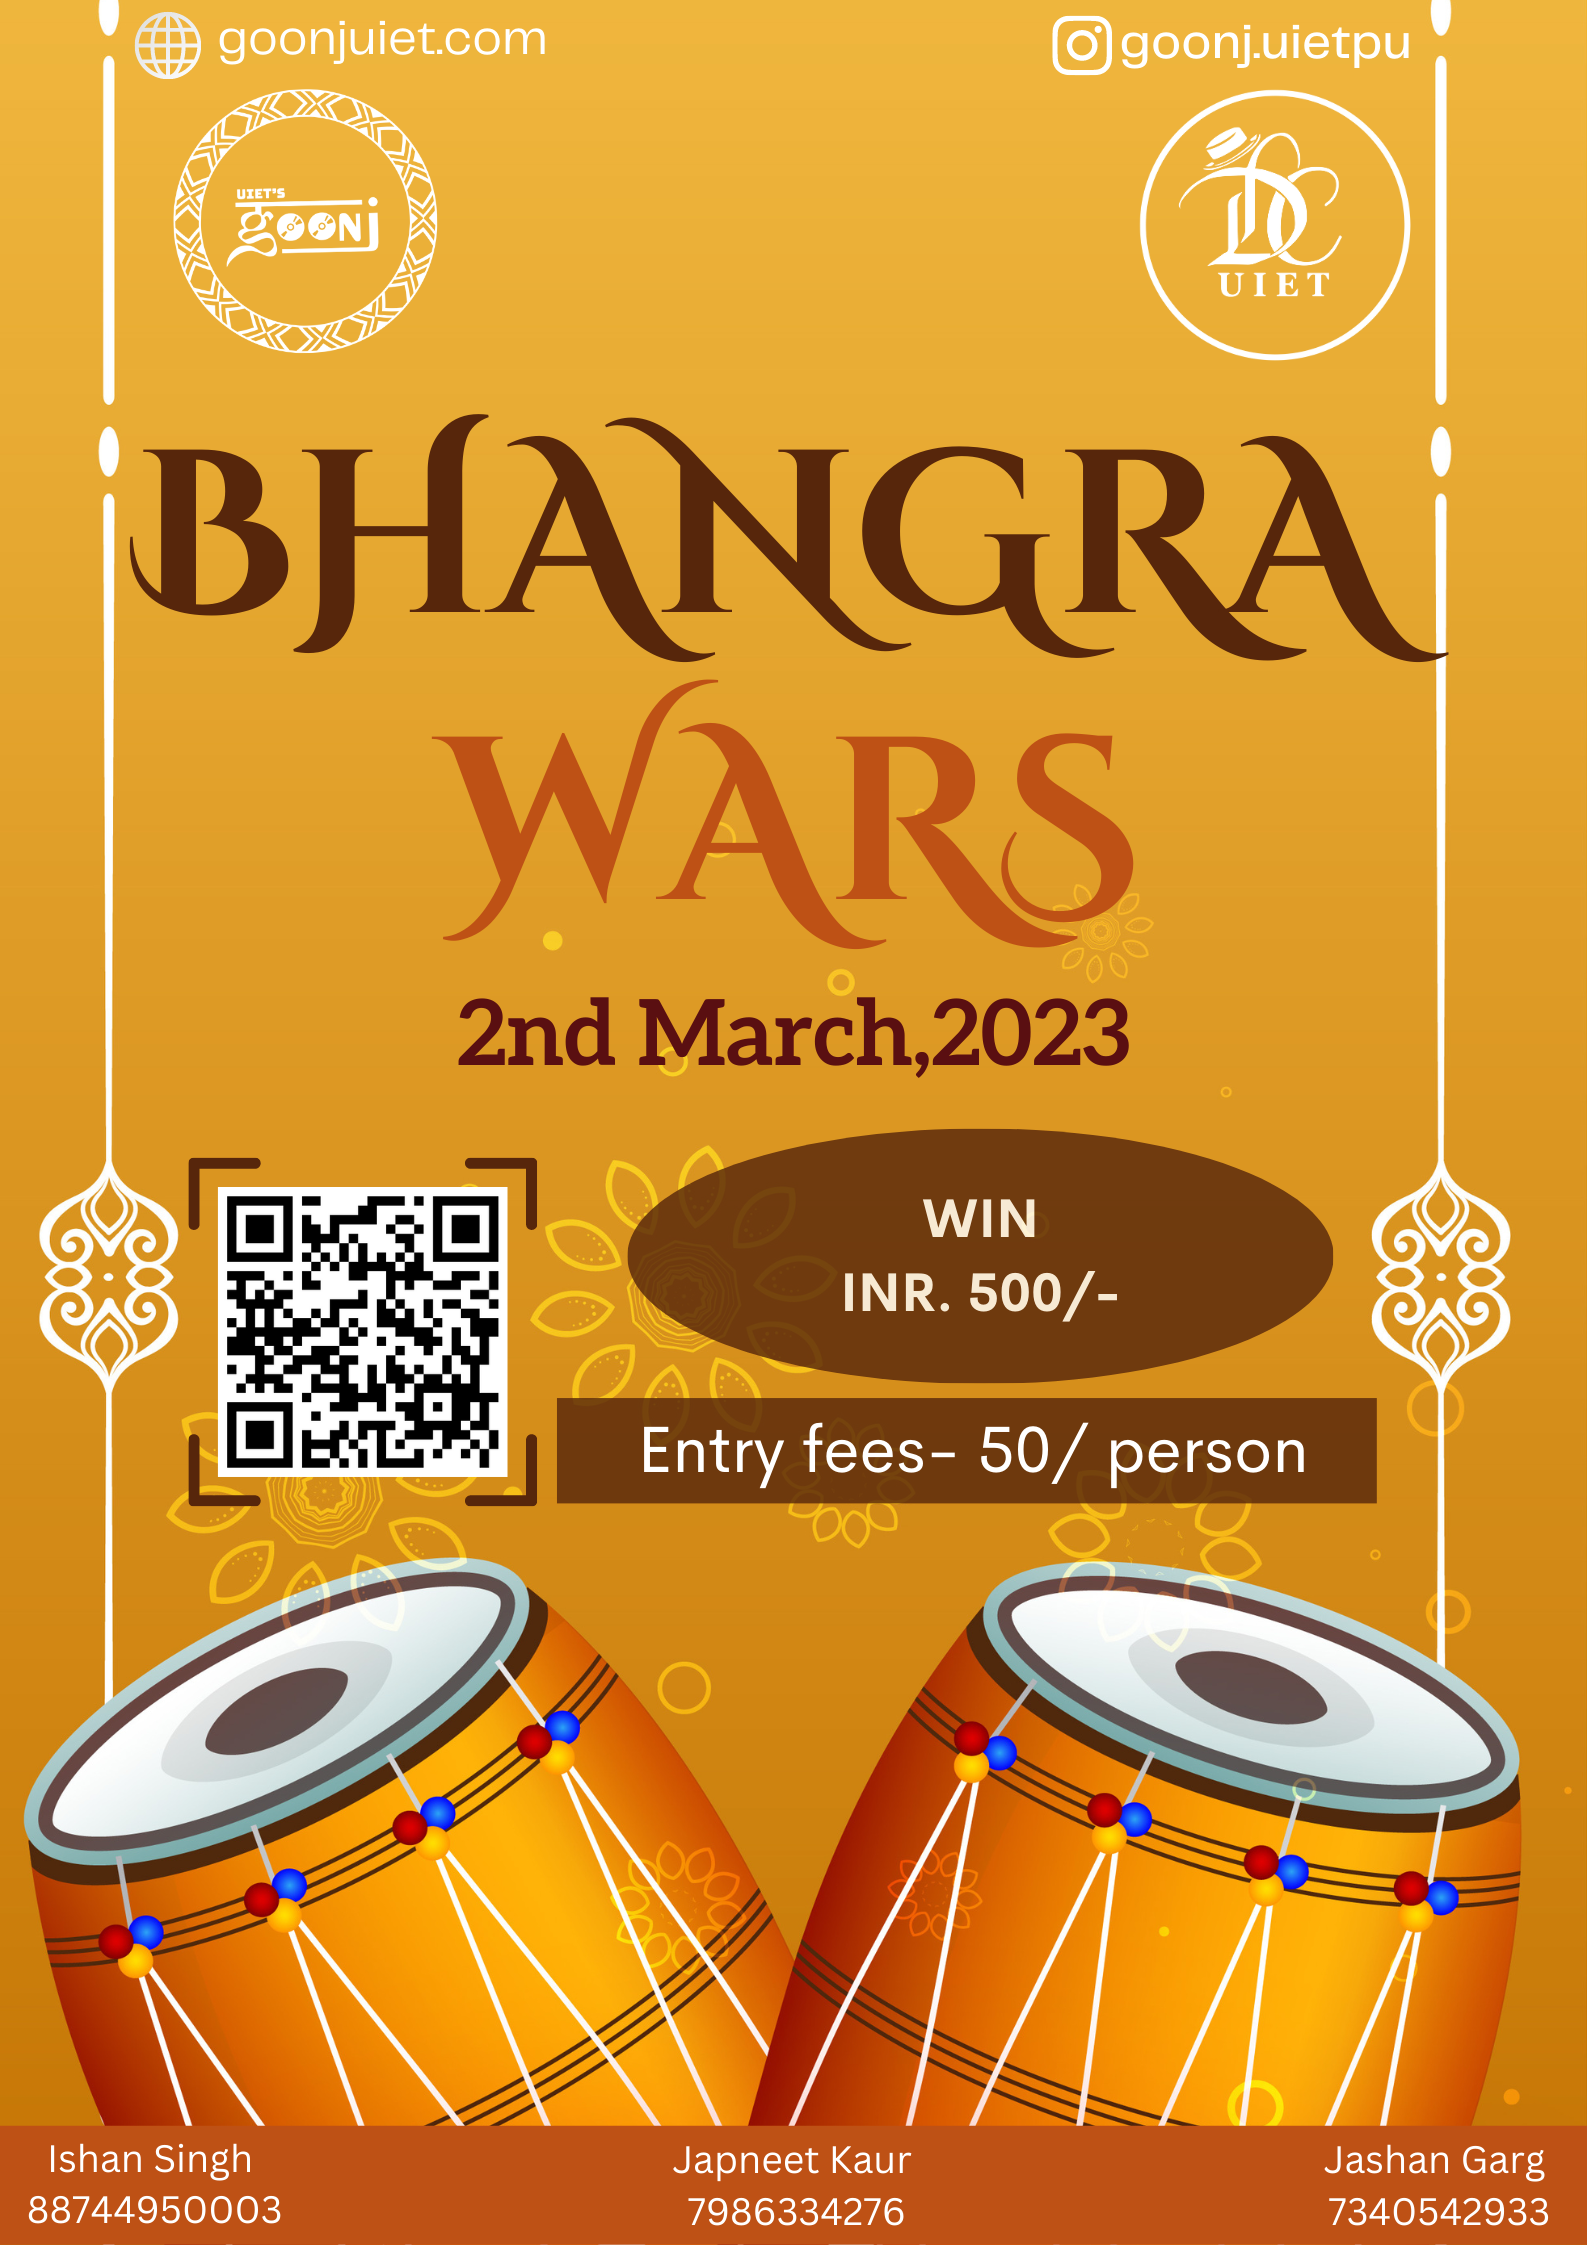 goonjuiet.com
goonj.uietpu
UIET'S
gOONj
DC
UIET
BHANGRA
WARS
2nd March,2023
WIN
INR. 500/-
Entry fees- 50/ person
Ishan Singh
88744950003
Japneet Kaur
7986334276
Jashan Garg
7340542933